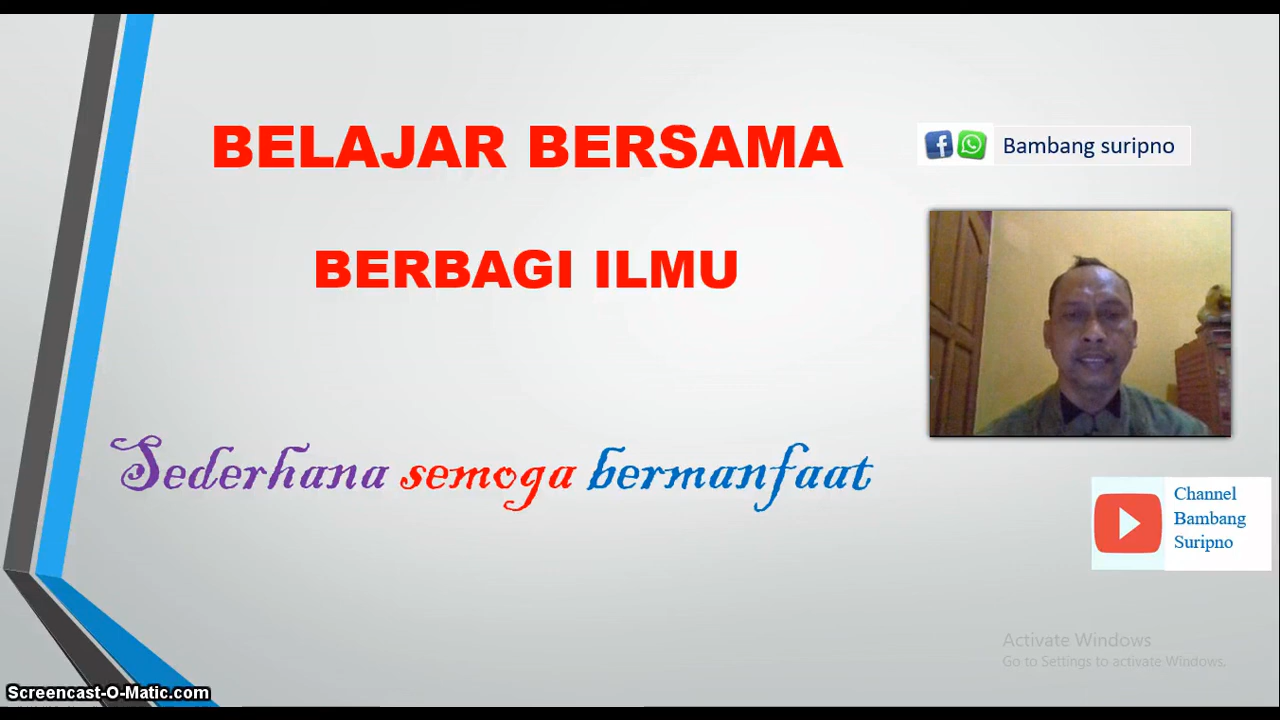 BELAJAR BERSAMA
BERBAGI ILMU
Sederhana semoga bermanfaat
Bambang suripno
Channel
Bambang
Suripno
Activate Windows
Go to Settings to activate Windows.
Screencast-O-Matic.com